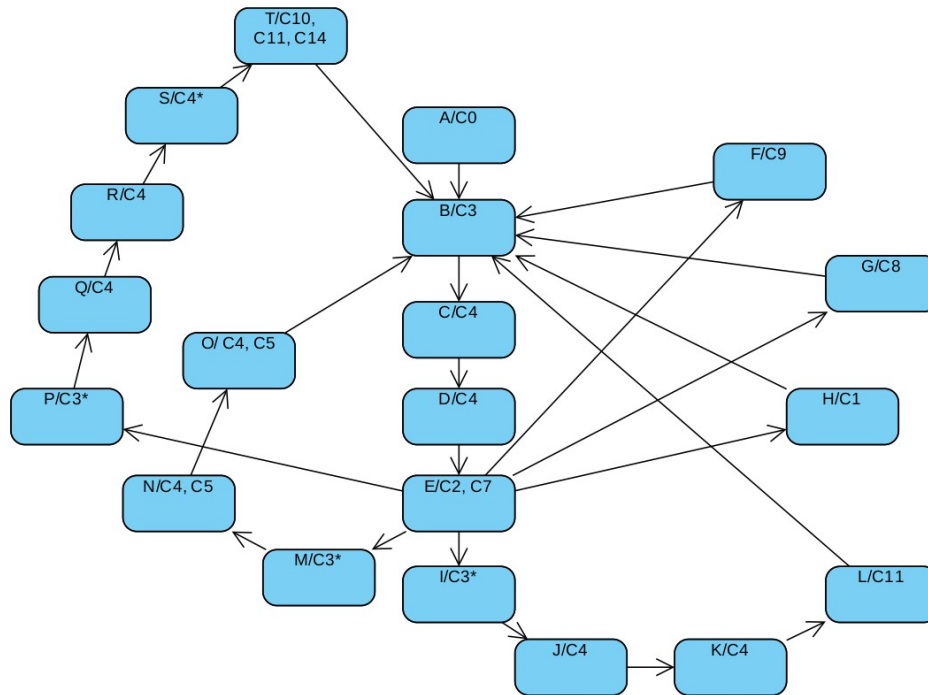 T/C10,
C11, C14
S/C4*
A/C0
F/C9
R/C4
B/C3
G/C8
Q/C4
C/C4
O/ C4, C5
P/C3*
D/C4
H/C1
N/C4, C5
E/C2, C7
M/C3*
I/C3*
L/C11
J/C4
K/C4